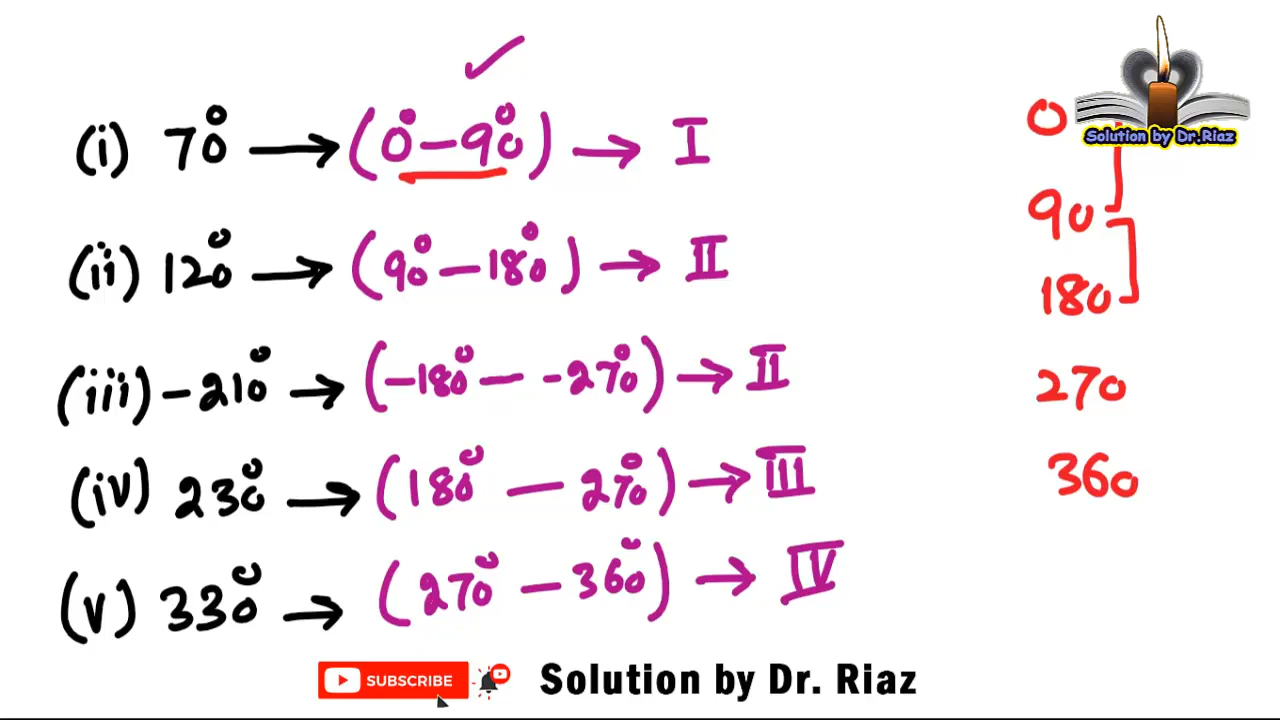 (i) 70° → (0° – 90°) → I
(ii) 120° → (90° – 180°) → II
(iii) -210° → (-180° – -270°) → II
(iv) 230° → (180° – 270°) → III
(v) 330° → (270° – 360°) → IV
0
90
180
270
360
Solution by Dr.Riaz
SUBSCRIBE
Solution by Dr. Riaz